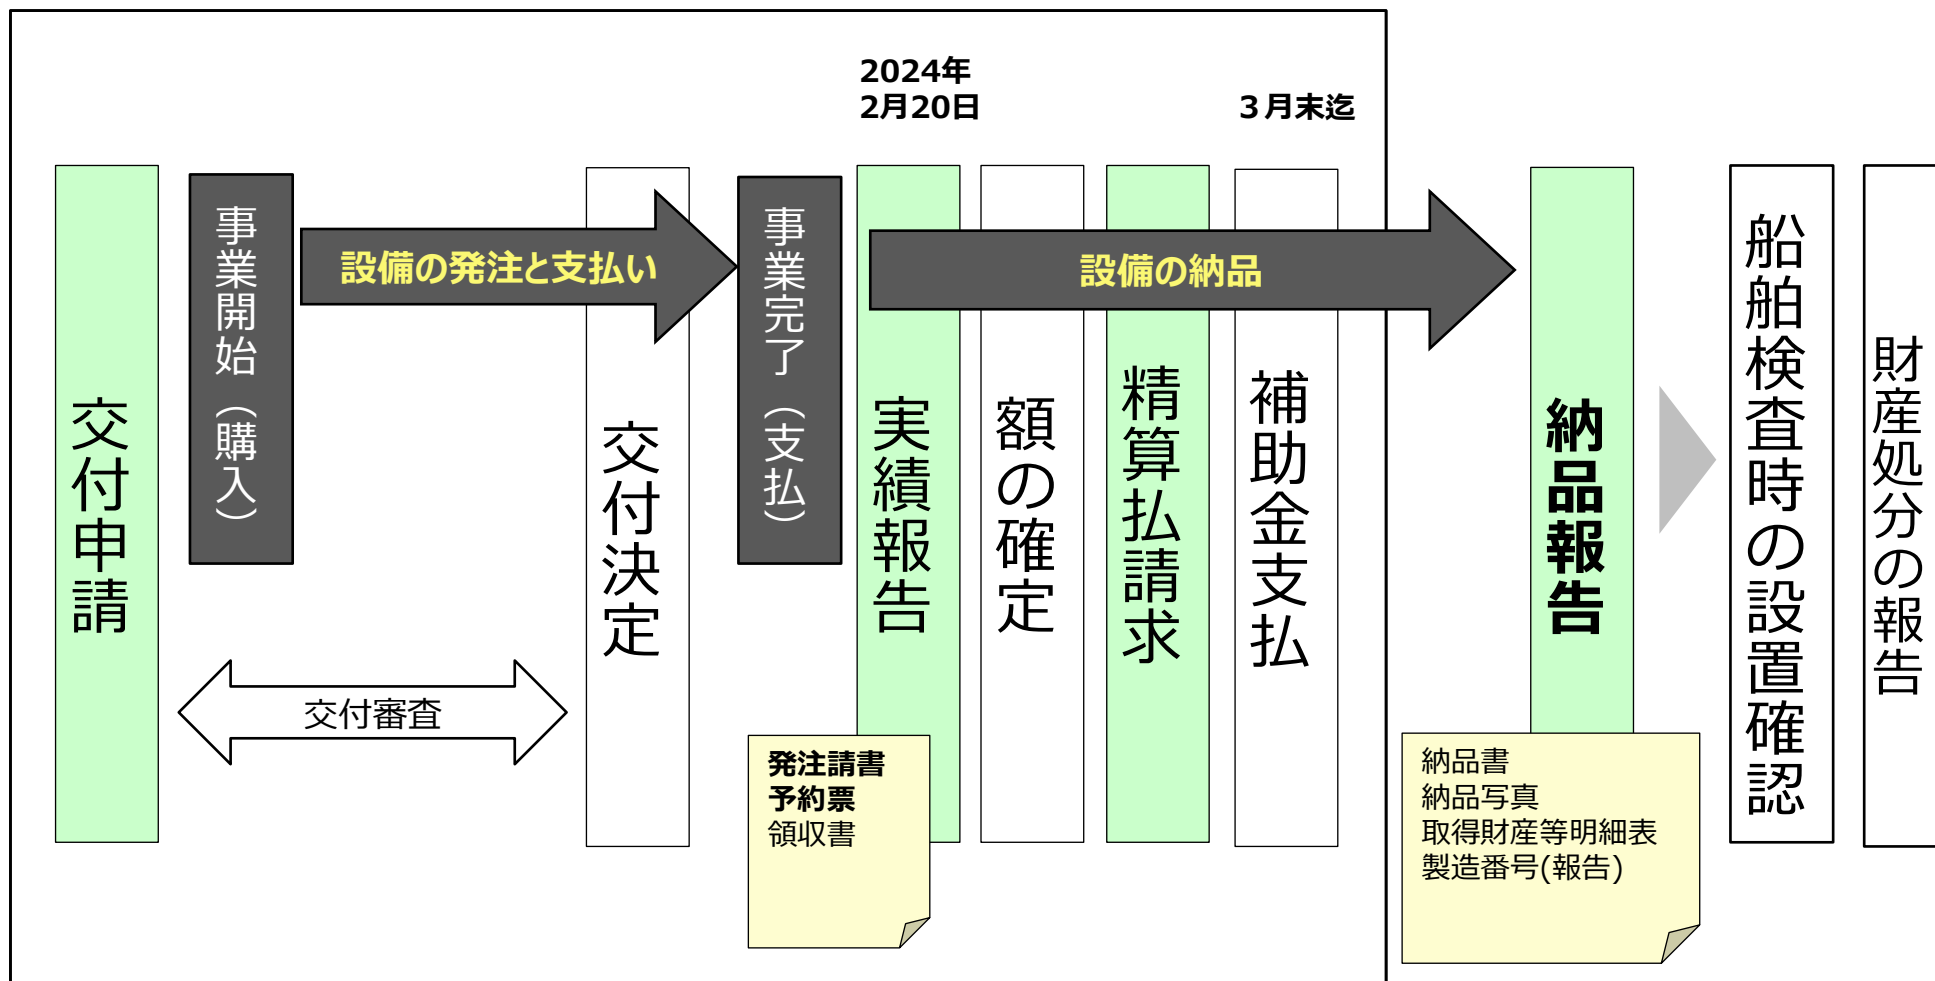 2024年
2月20日
３月末迄
交付申請
事業開始（購入）
設備の発注と支払い
交付決定
交付審査
事業完了（支払）
実績報告
額の確定
精算払請求
補助金支払
設備の納品
発注請書
予約票
領収書
納品報告
納品書
納品写真
取得財産等明細表
製造番号(報告)
船舶検査時の設置確認
財産処分の報告